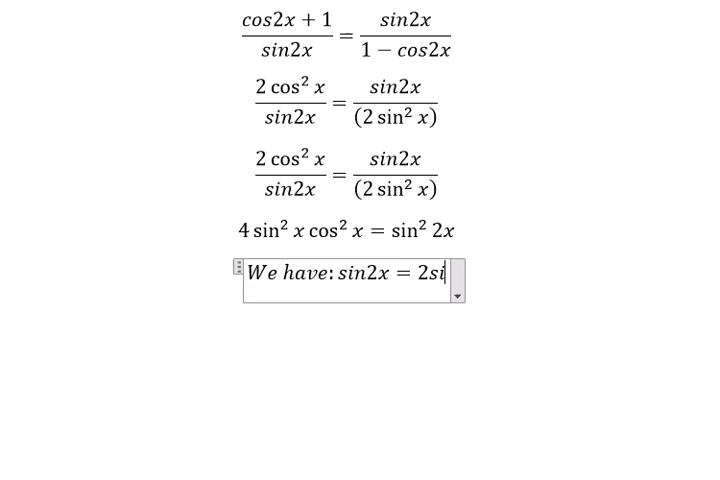 cos2x + 1 / sin2x = sin2x / 1 − cos2x
2 cos² x / sin2x = sin2x / (2 sin² x)
2 cos² x / sin2x = sin2x / (2 sin² x)
4 sin² x cos² x = sin² 2x
We have: sin2x = 2si